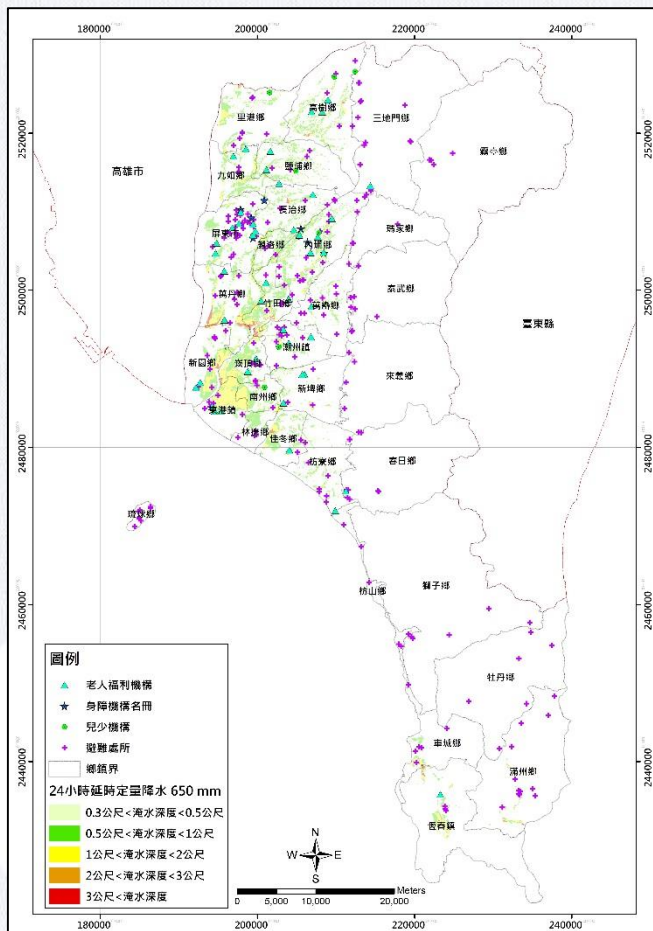 180000 200000 220000 240000
2520000 2520000
2500000 2500000
2480000 2480000
2460000 2460000
2440000 2440000
高雄市
臺東縣
里港鄉
高樹鄉
三地門鄉
霧台鄉
九如鄉
鹽埔鄉
長治鄉
屏東市
麟洛鄉
內埔鄉
瑪家鄉
萬丹鄉
竹田鄉
萬巒鄉
泰武鄉
潮州鎮
新園鄉
崁頂鄉
來義鄉
新埤鄉
南州鄉
東港鎮
林邊鄉
佳冬鄉
枋寮鄉
春日鄉
琉球鄉
枋山鄉
獅子鄉
牡丹鄉
車城鄉
滿州鄉
恆春鎮
圖例
老人福利機構
身障機構名冊
兒少機構
避難處所
鄉鎮界
24小時延時定量降水 650 mm
0.3公尺<淹水深度<0.5公尺
0.5公尺<淹水深度<1公尺
1公尺<淹水深度<2公尺
2公尺<淹水深度<3公尺
3公尺<淹水深度
N
W E
S
Meters
0 5,000 10,000 20,000
180000 200000 220000 240000